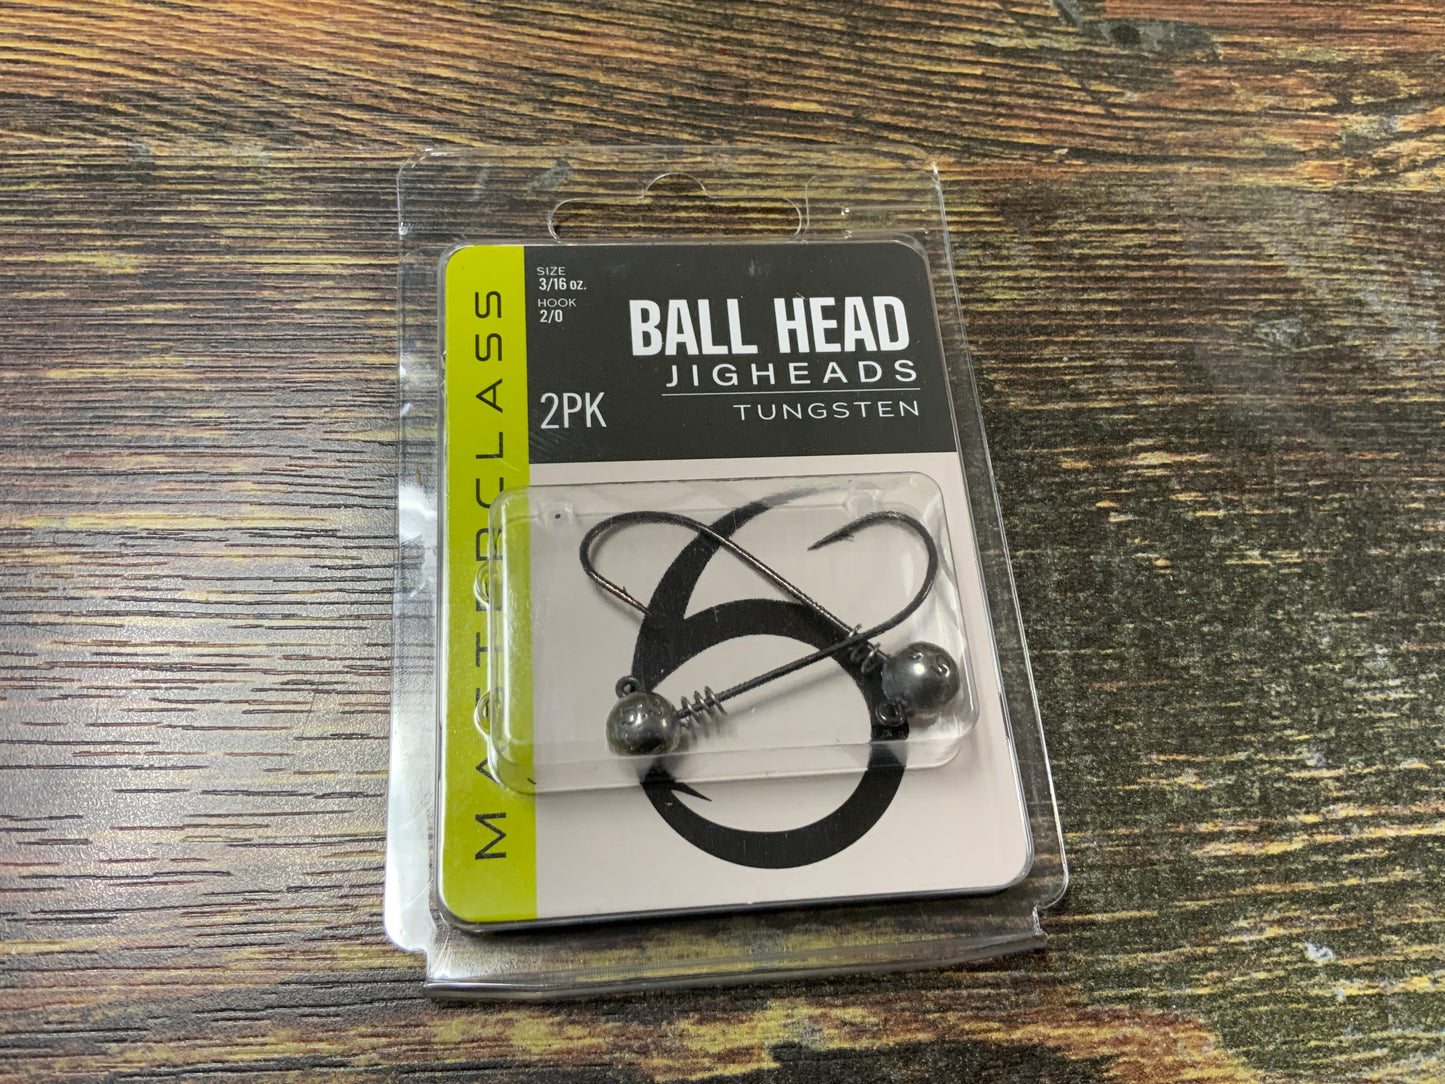 SIZE
3/16 oz.
HOOK
2/0
BALL HEAD
JIGHEADS
TUNGSTEN
2PK
MASTERCLASS